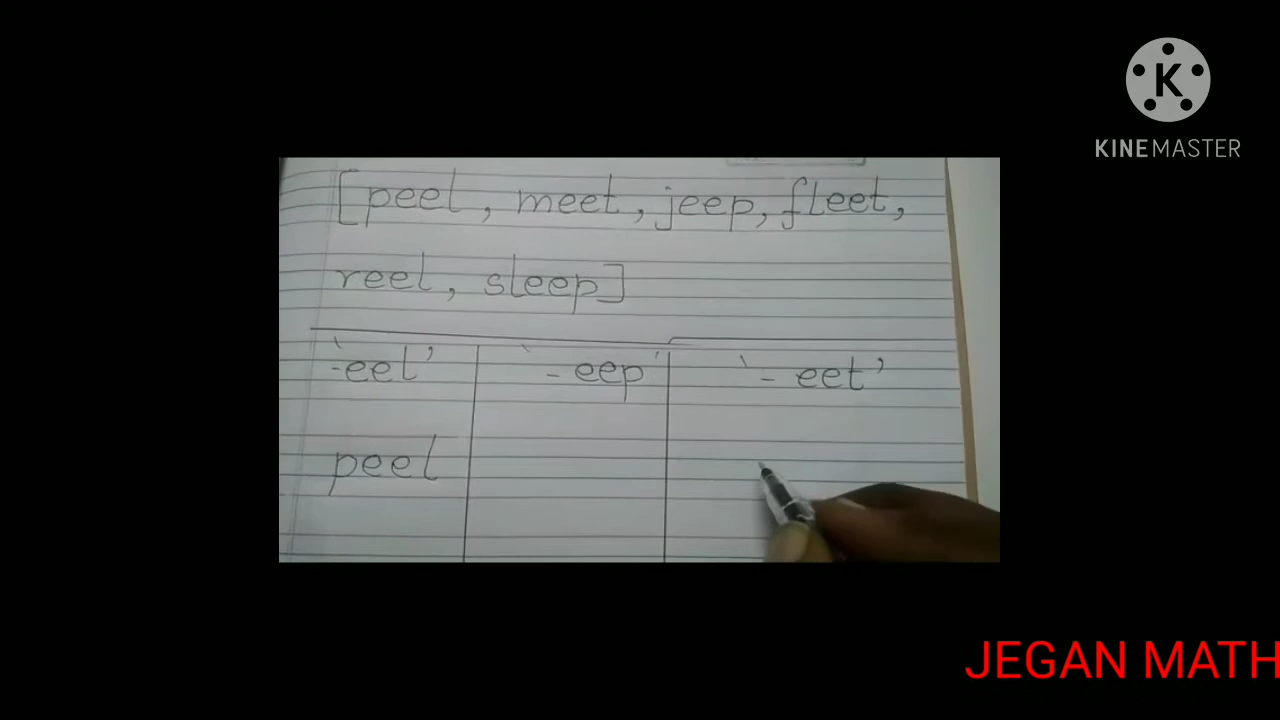 KINEMASTER
[peel, meet, jeep, fleet,
reel, sleep]
'-eel' '-eep' '-eet'
peel
JEGAN MATH